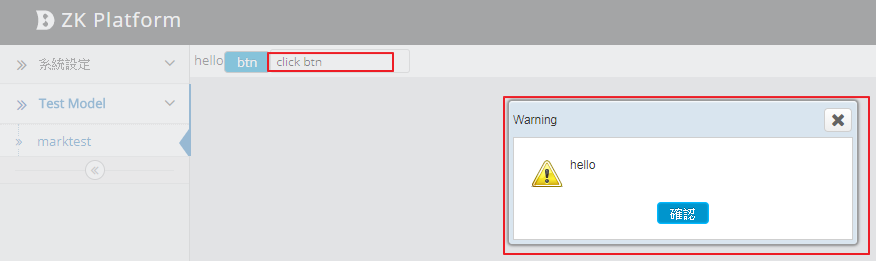 ZK Platform
系統設定
hello btn click btn
Test Model
marktest
Warning
hello
確認